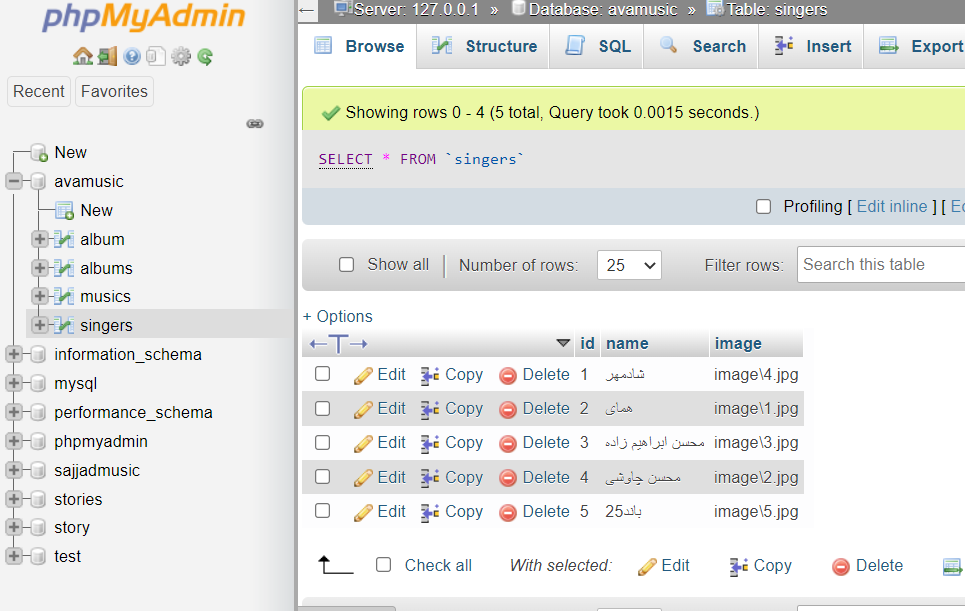 phpMyAdmin
Recent Favorites
New
avamusic
New
album
albums
musics
singers
information_schema
mysql
performance_schema
phpmyadmin
sajjadmusic
stories
story
test
Server: 127.0.0.1 » Database: avamusic » Table: singers
Browse Structure SQL Search Insert Export
Showing rows 0 - 4 (5 total, Query took 0.0015 seconds.)
SELECT * FROM `singers`
Profiling [ Edit inline ] [
Show all Number of rows: 25 Filter rows: Search this table
+ Options
←T→ id name image
Edit Copy Delete 1 شادمهر image\4.jpg
Edit Copy Delete 2 همای image\1.jpg
Edit Copy Delete 3 محسن ابراهیم زاده image\3.jpg
Edit Copy Delete 4 محسن چاوشی image\2.jpg
Edit Copy Delete 5 باند25 image\5.jpg
Check all With selected: Edit Copy Delete